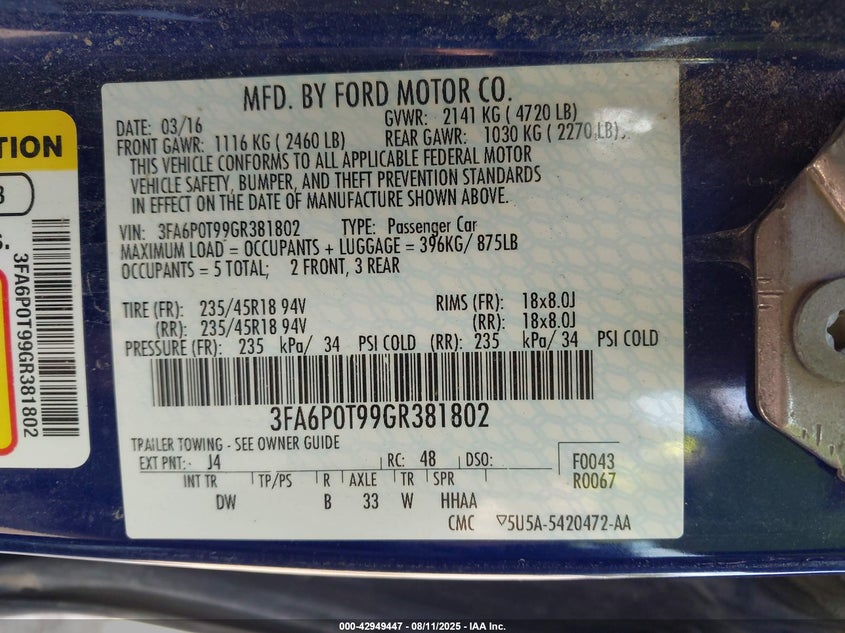 MFD. BY FORD MOTOR CO.
DATE: 03/16 GVWR: 2141 KG ( 4720 LB)
FRONT GAWR: 1116 KG ( 2460 LB) REAR GAWR: 1030 KG ( 2270 LB)
THIS VEHICLE CONFORMS TO ALL APPLICABLE FEDERAL MOTOR
VEHICLE SAFETY, BUMPER, AND THEFT PREVENTION STANDARDS
IN EFFECT ON THE DATE OF MANUFACTURE SHOWN ABOVE.
VIN: 3FA6P0T99GR381802 TYPE: Passenger Car
MAXIMUM LOAD = OCCUPANTS + LUGGAGE = 396KG/ 875LB
OCCUPANTS = 5 TOTAL; 2 FRONT, 3 REAR
TIRE (FR): 235/45R18 94V RIMS (FR): 18x8.0J
(RR): 235/45R18 94V (RR): 18x8.0J
PRESSURE (FR): 235 kPa/ 34 PSI COLD (RR): 235 kPa/ 34 PSI COLD
3FA6P0T99GR381802
TRAILER TOWING - SEE OWNER GUIDE
EXT PNT: J4 RC: 48 DSO: F0043
INT TR TP/PS R AXLE TR SPR R0067
DW B 33 W HHAA
CMC ▽5U5A-5420472-AA
TION
3
S.
3FA6P0T99GR381802
000-42949447 - 08/11/2025 - IAA Inc.